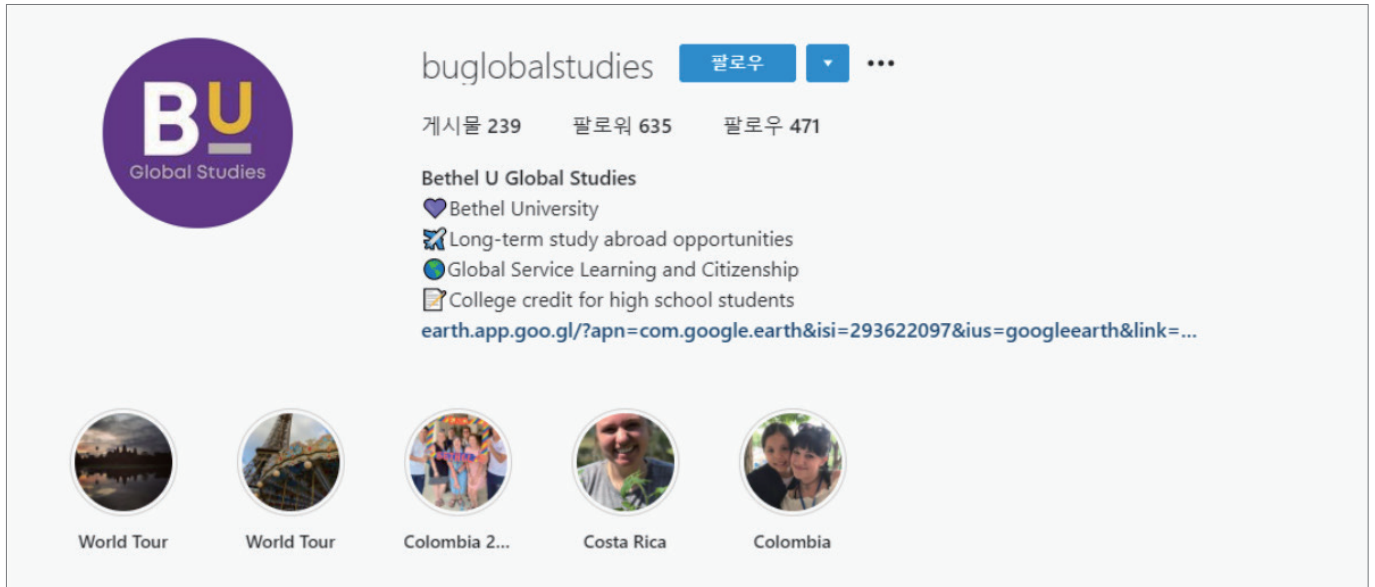 BU
Global Studies
buglobalstudies 팔로우
게시물 239 팔로워 635 팔로우 471
Bethel U Global Studies
💜Bethel University
✈️Long-term study abroad opportunities
🌎Global Service Learning and Citizenship
📝College credit for high school students
earth.app.goo.gl/?apn=com.google.earth&isi=293622097&ius=googleearth&link=...
World Tour World Tour Colombia 2... Costa Rica Colombia